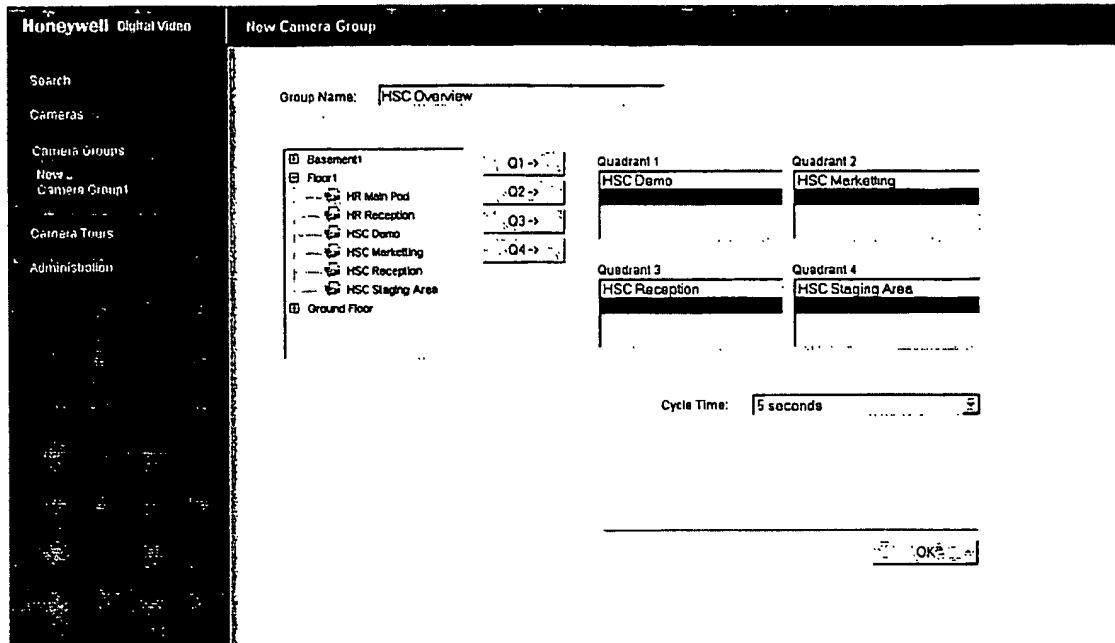 Honeywell Digital Video
New Camera Group
Search
Cameras
Camera Groups
New
Camera Group1
Camera Tours
Administration
Group Name: HSC Overview
Basement1
Floor1
HR Main Pod
HR Reception
HSC Demo
HSC Marketting
HSC Reception
HSC Staging Area
Ground Floor
Q1->
Q2->
Q3->
Q4->
Quadrant 1
HSC Demo
Quadrant 2
HSC Marketting
Quadrant 3
HSC Reception
Quadrant 4
HSC Staging Area
Cycle Time: 5 seconds
OK